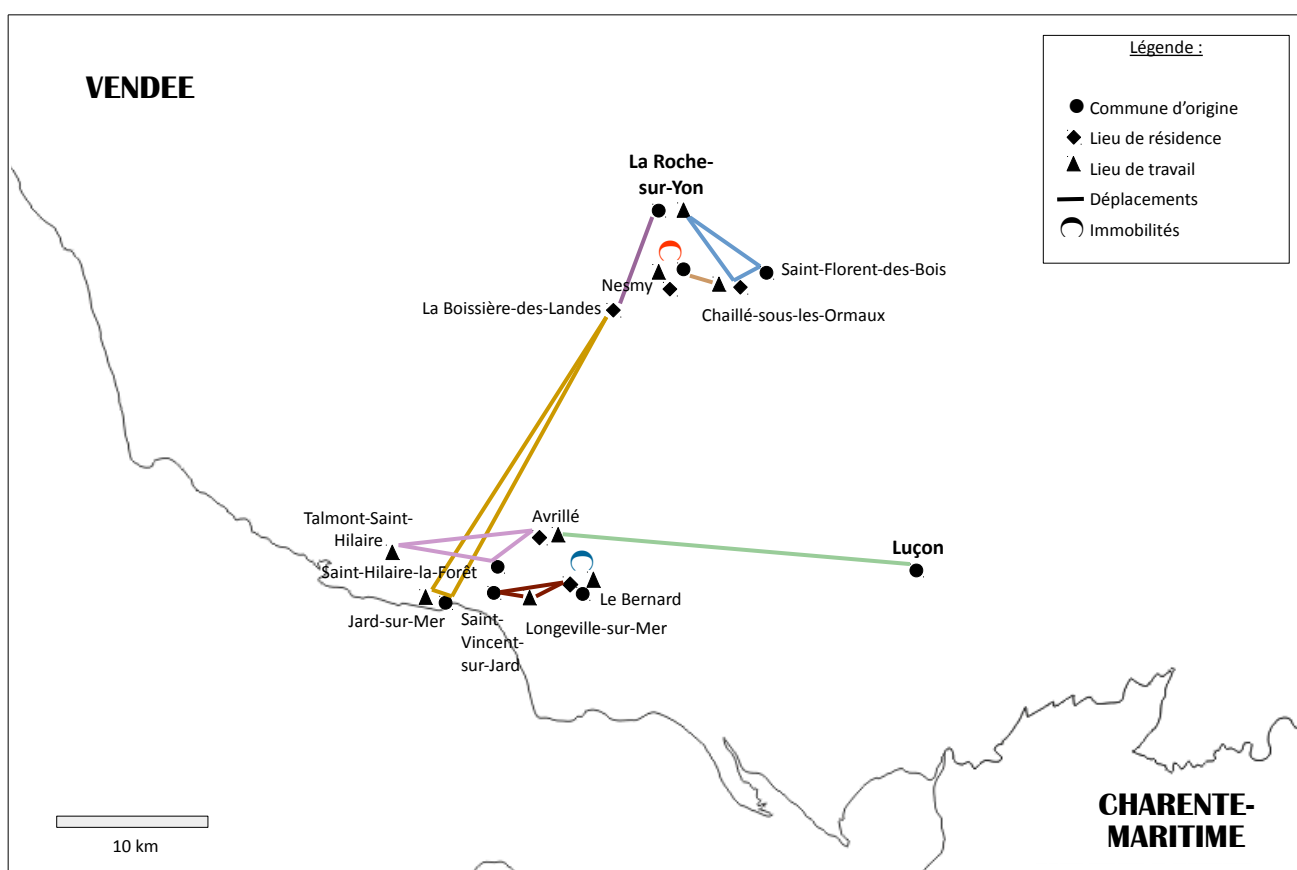 VENDEE
Légende :
Commune d'origine
Lieu de résidence
Lieu de travail
Déplacements
Immobilités
La Roche-
sur-Yon
Saint-Florent-des-Bois
Nesmy
La Boissière-des-Landes
Chaillé-sous-les-Ormaux
Talmont-Saint-
Hilaire
Avrillé
Luçon
Saint-Hilaire-la-Forêt
Le Bernard
Jard-sur-Mer
Saint-
Vincent-
sur-Jard
Longeville-sur-Mer
CHARENTE-
MARITIME
10 km